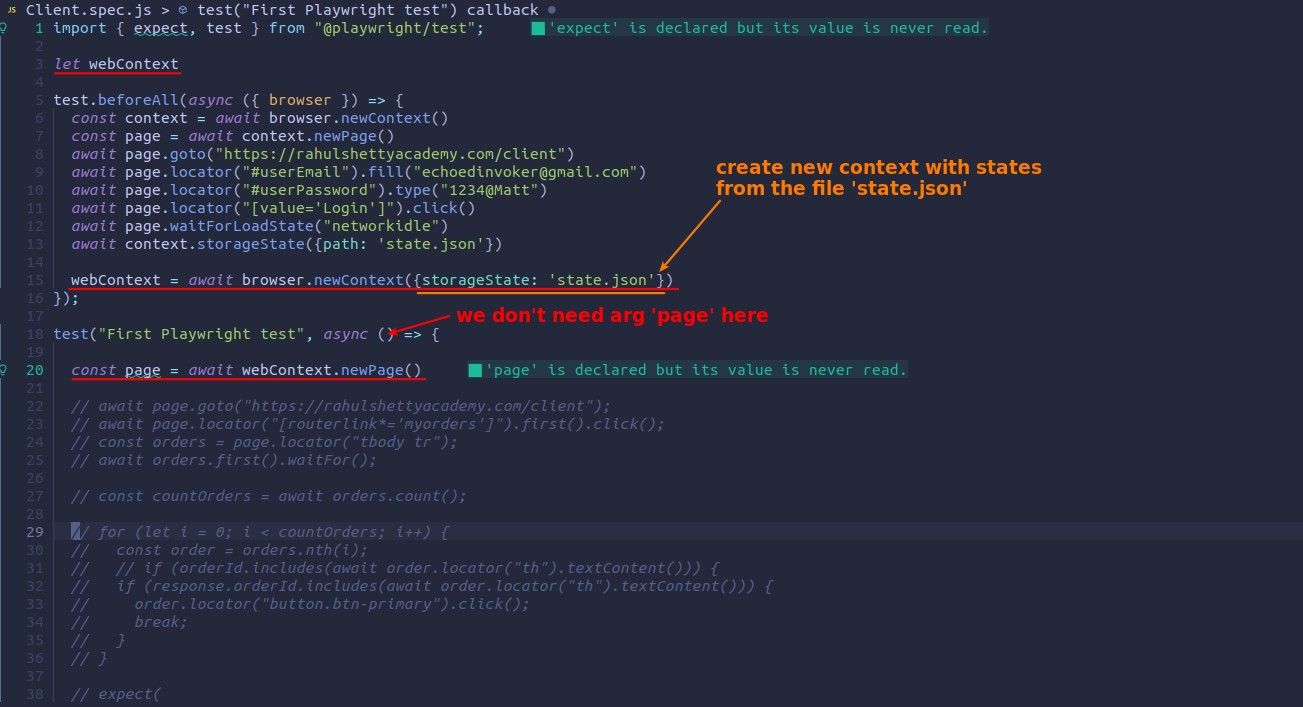 JS Client.spec.js > test("First Playwright test") callback
1 import { expect, test } from "@playwright/test"; 'expect' is declared but its value is never read.
2
3 let webContext
4
5 test.beforeAll(async ({ browser }) => {
6 const context = await browser.newContext()
7 const page = await context.newPage()
8 await page.goto("https://rahulshettyacademy.com/client")
9 await page.locator("#userEmail").fill("echoedinvoker@gmail.com")
10 await page.locator("#userPassword").type("1234@Matt")
11 await page.locator("[value='Login']").click()
12 await page.waitForLoadState("networkidle")
13 await context.storageState({path: 'state.json'})
14
create new context with states
from the file 'state.json'
15 webContext = await browser.newContext({storageState: 'state.json'})
16 });
17
we don't need arg 'page' here
18 test("First Playwright test", async () => {
19
20 const page = await webContext.newPage() 'page' is declared but its value is never read.
21
22 // await page.goto("https://rahulshettyacademy.com/client");
23 // await page.locator("[routerlink*='myorders']").first().click();
24 // const orders = page.locator("tbody tr");
25 // await orders.first().waitFor();
26
27 // const countOrders = await orders.count();
28
29 // for (let i = 0; i < countOrders; i++) {
30 //   const order = orders.nth(i);
31 //   // if (orderId.includes(await order.locator("th").textContent())) {
32 //   if (response.orderId.includes(await order.locator("th").textContent())) {
33 //     order.locator("button.btn-primary").click();
34 //     break;
35 //   }
36 // }
37
38 // expect(